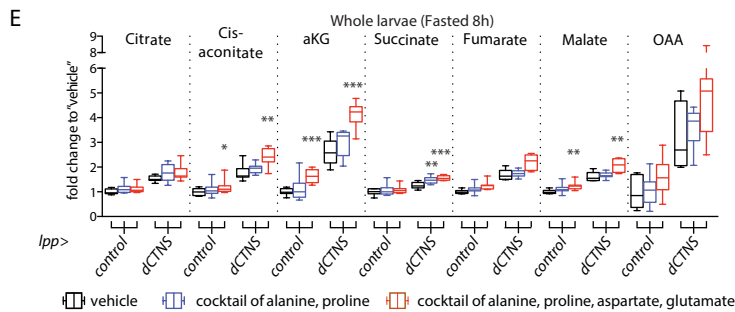 E
Whole larvae (Fasted 8h)
Citrate
Cis-
aconitate
aKG
Succinate
Fumarate
Malate
OAA
fold change to "vehicle"
9
8
6
5
4
3
2
1
0
*
**
***
***
**
***
**
**
lpp>
control
dCTNS
control
dCTNS
control
dCTNS
control
dCTNS
control
dCTNS
control
dCTNS
control
dCTNS
vehicle
cocktail of alanine, proline
cocktail of alanine, proline, aspartate, glutamate